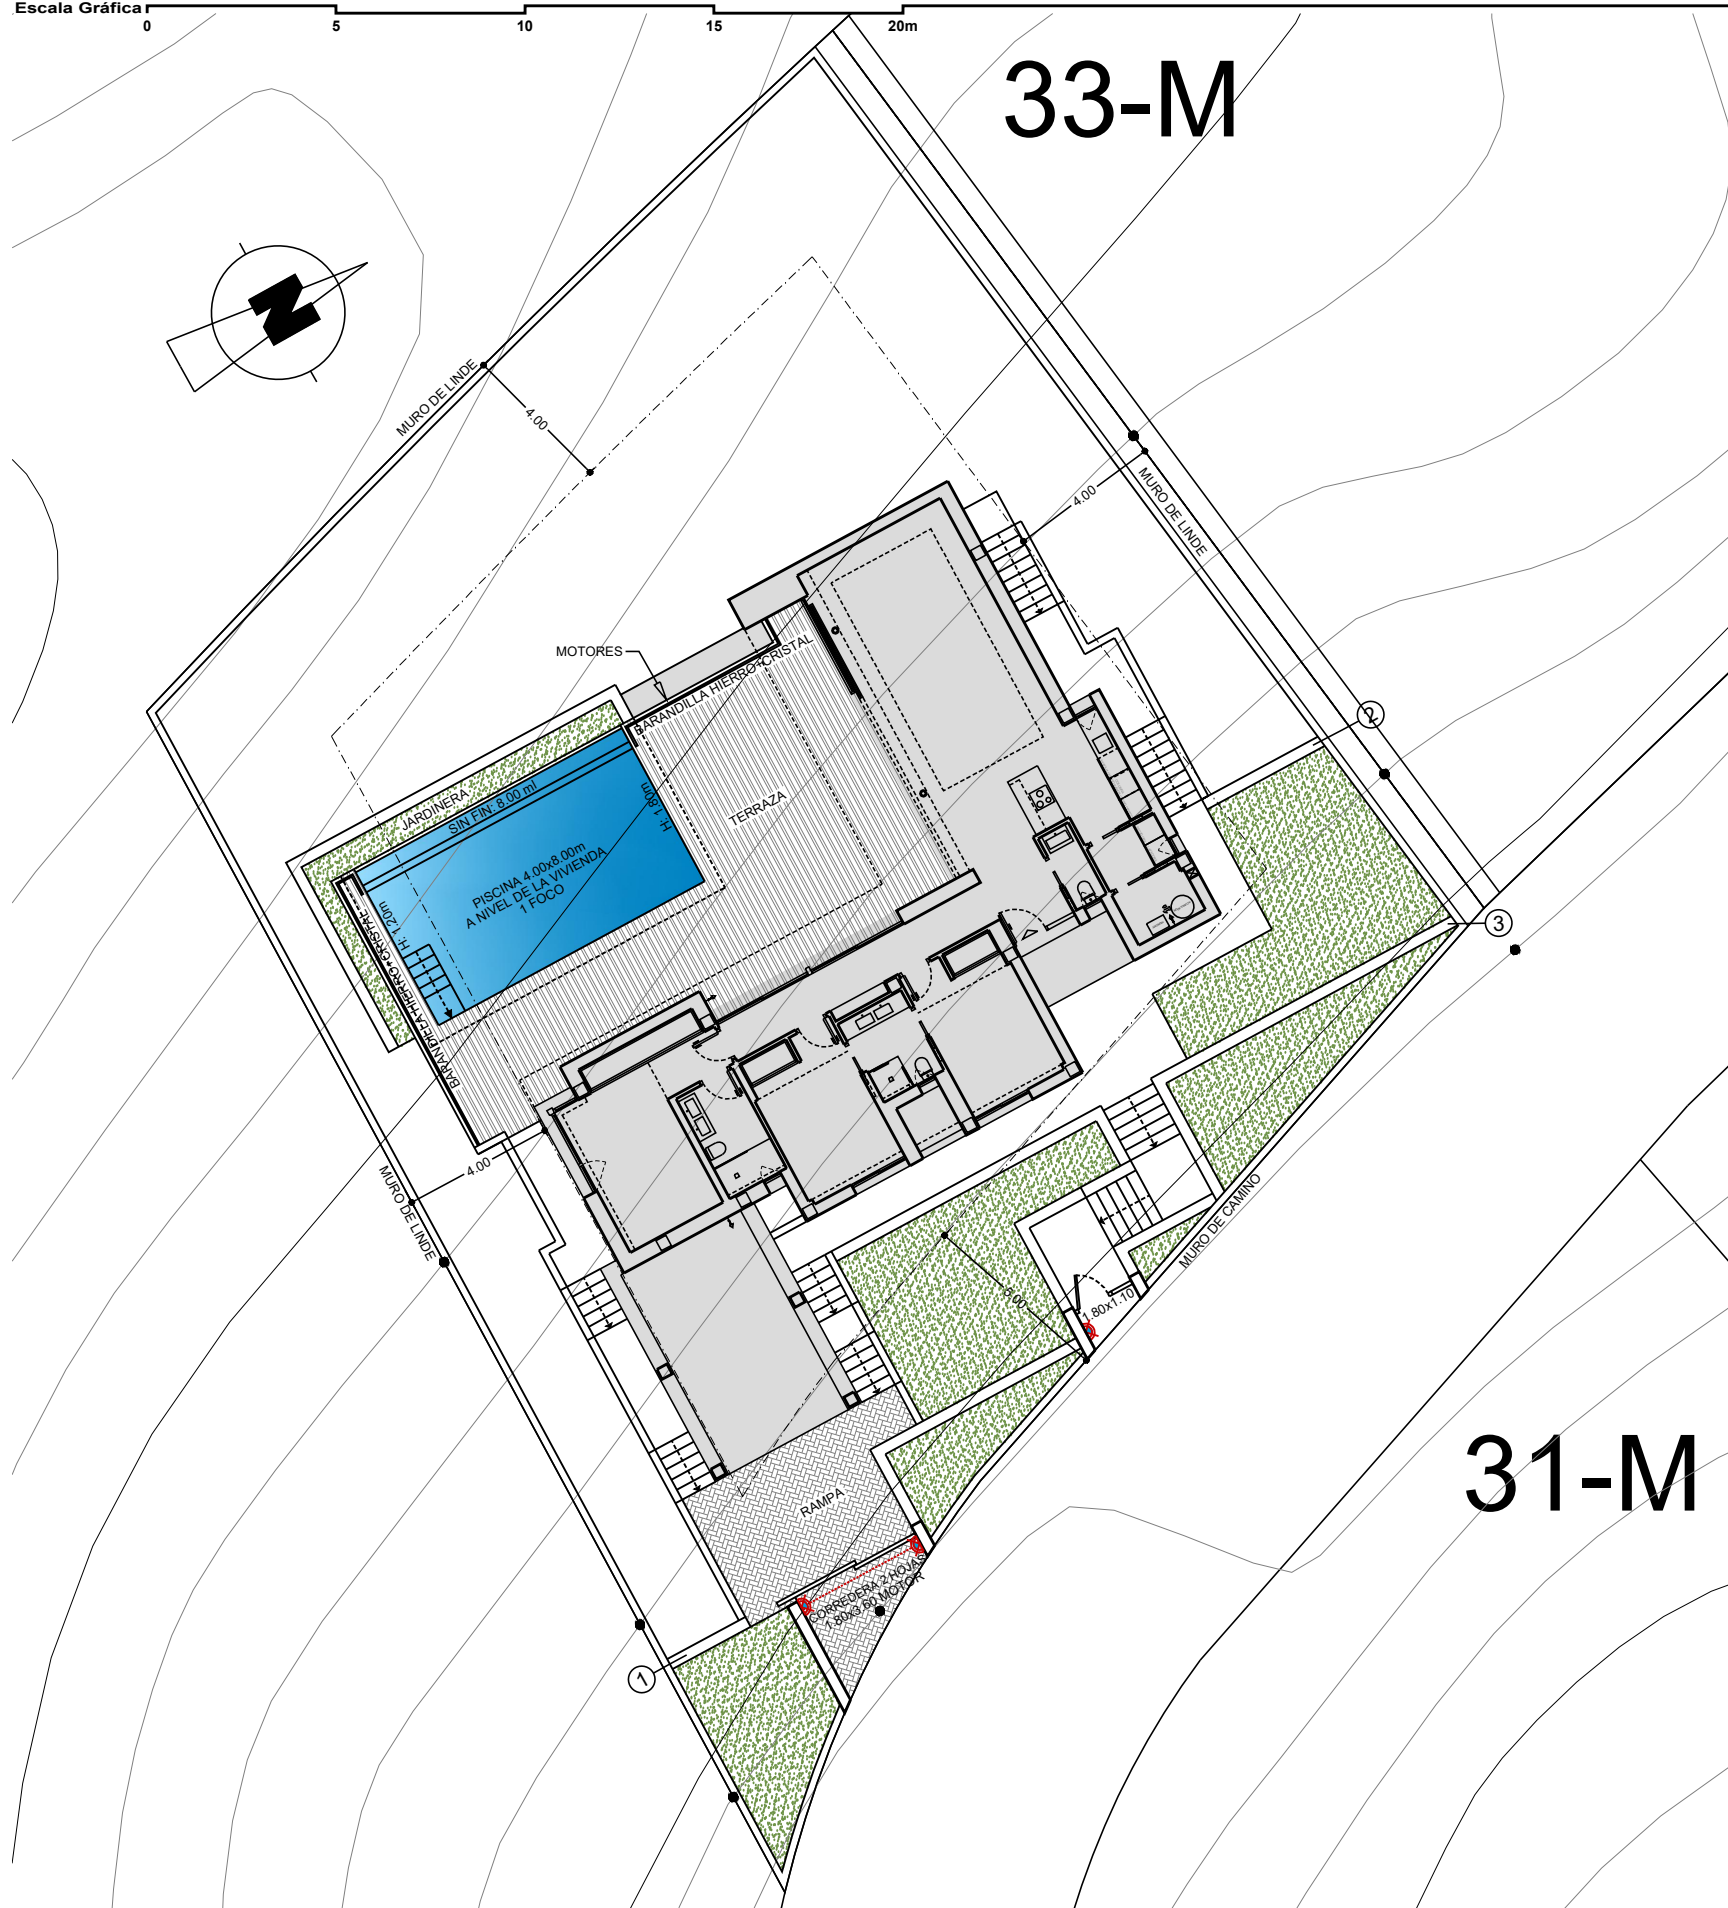 Escala Gráfica
0 5 10 15 20m
33-M
N
MURO DE LINDE
4.00
4.00
MURO DE LINDE
MOTORES
BARANDILLA HIERRO+CRISTAL
2
JARDINERA
SIN FIN: 8.00 ml
H: 1.80m
TERRAZA
PISCINA 4.00x8.00m
A NIVEL DE LA VIVIENDA
1 FOCO
H: 1.20m
BARANDILLA HIERRO+CRISTAL
3
4.00
MURO DE LINDE
MURO DE CAMINO
6.00
1.80x1.10
31-M
RAMPA
CORREDERA 2 HOJAS
1.80x3.60 MOTOR
1